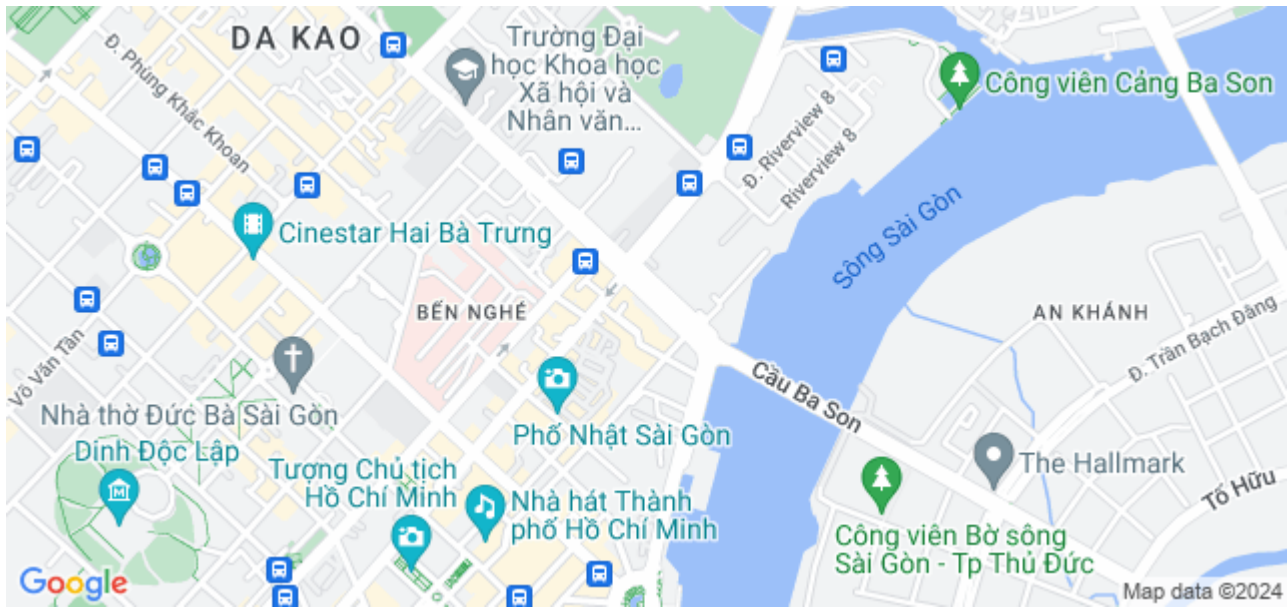 DA KAO
Đ. Phùng Khắc Khoan
Trường Đại
học Khoa học
Xã hội và
Nhân văn...
Công viên Cảng Ba Son
Đ. Riverview 8
Riverview 8
Sông Sài Gòn
Cinestar Hai Bà Trưng
BẾN NGHÉ
AN KHÁNH
Đ. Trần Bạch Đằng
Võ Văn Tần
Nhà thờ Đức Bà Sài Gòn
Cầu Ba Son
Phố Nhật Sài Gòn
Dinh Độc Lập
Tượng Chủ tịch
Hồ Chí Minh
The Hallmark
Tố Hữu
Nhà hát Thành
phố Hồ Chí Minh
Công viên Bờ sông
Sài Gòn - Tp Thủ Đức
Google
Map data ©2024